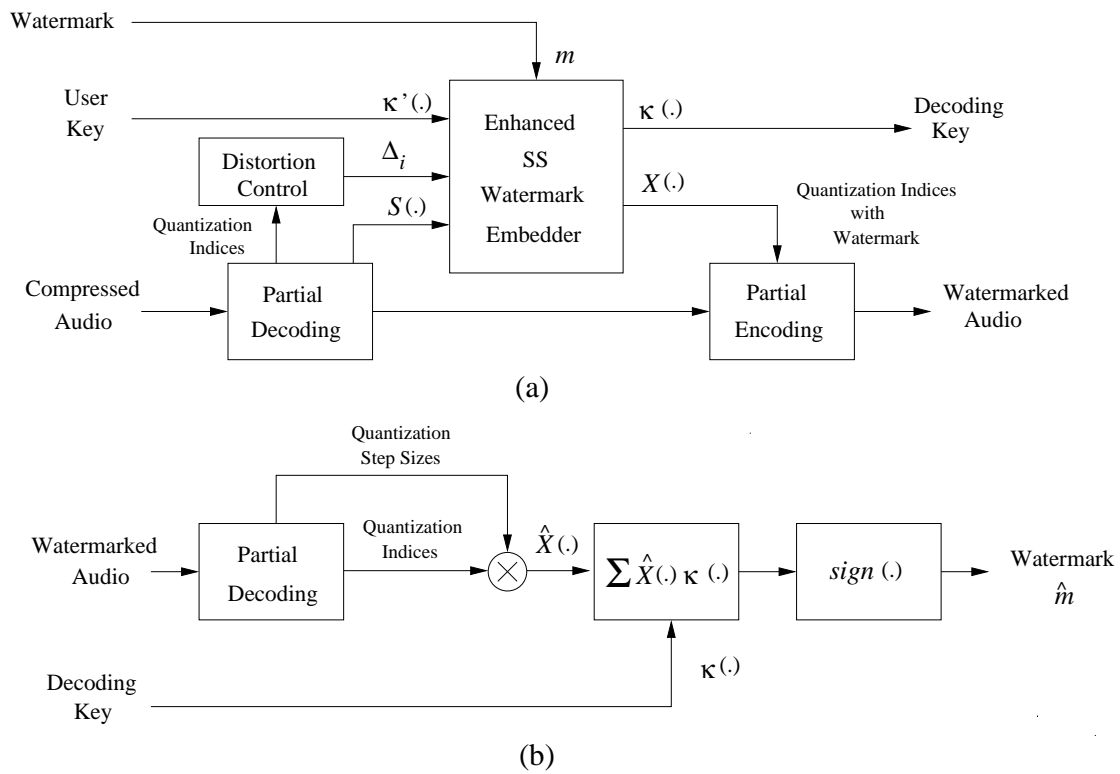 Watermark
m
User
Key
κ'(.)
Enhanced
SS
Watermark
Embedder
κ(.)
Decoding
Key
Distortion
Control
Δi
X(.)
Quantization Indices
with
Watermark
Quantization
Indices
S(.)
Compressed
Audio
Partial
Decoding
Partial
Encoding
Watermarked
Audio
(a)
Quantization
Step Sizes
Watermarked
Audio
Partial
Decoding
Quantization
Indices
X̂(.)
∑ X̂(.) κ(.)
sign(.)
Watermark
m̂
κ(.)
Decoding
Key
(b)